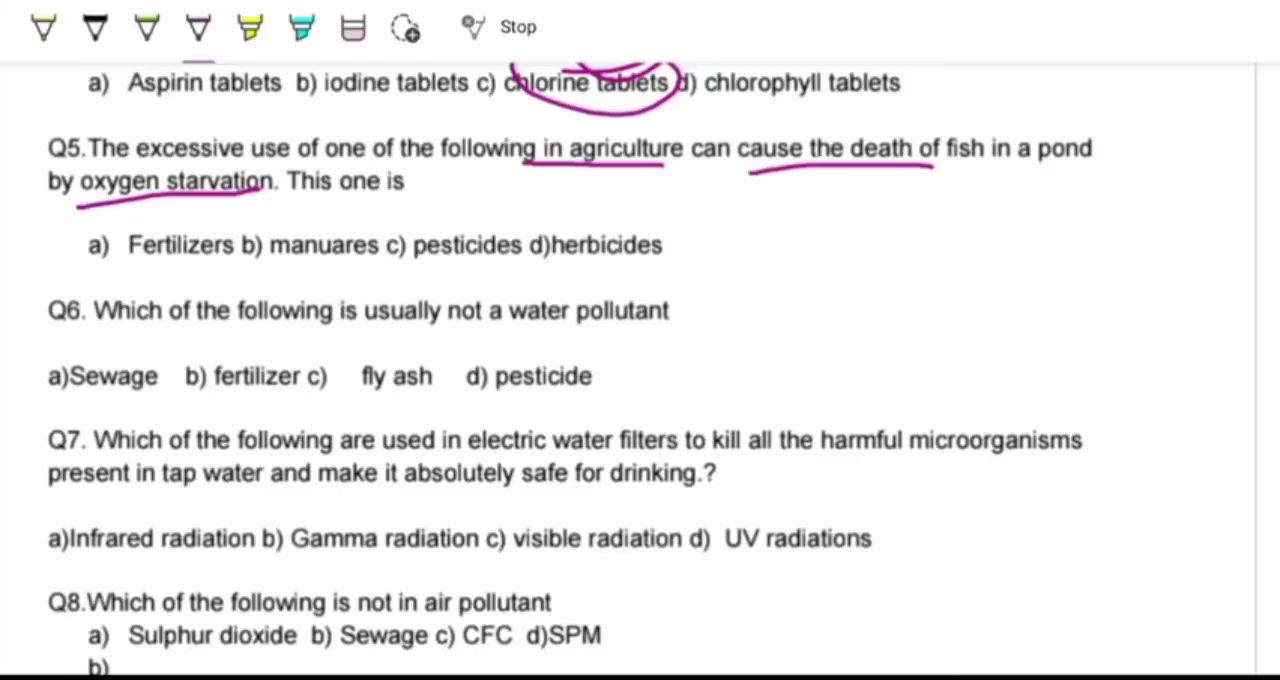 Stop
a) Aspirin tablets b) iodine tablets c) chlorine tablets d) chlorophyll tablets
Q5.The excessive use of one of the following in agriculture can cause the death of fish in a pond
by oxygen starvation. This one is
a) Fertilizers b) manuares c) pesticides d)herbicides
Q6. Which of the following is usually not a water pollutant
a)Sewage b) fertilizer c) fly ash d) pesticide
Q7. Which of the following are used in electric water filters to kill all the harmful microorganisms
present in tap water and make it absolutely safe for drinking.?
a)Infrared radiation b) Gamma radiation c) visible radiation d) UV radiations
Q8.Which of the following is not in air pollutant
a) Sulphur dioxide b) Sewage c) CFC d)SPM
b)